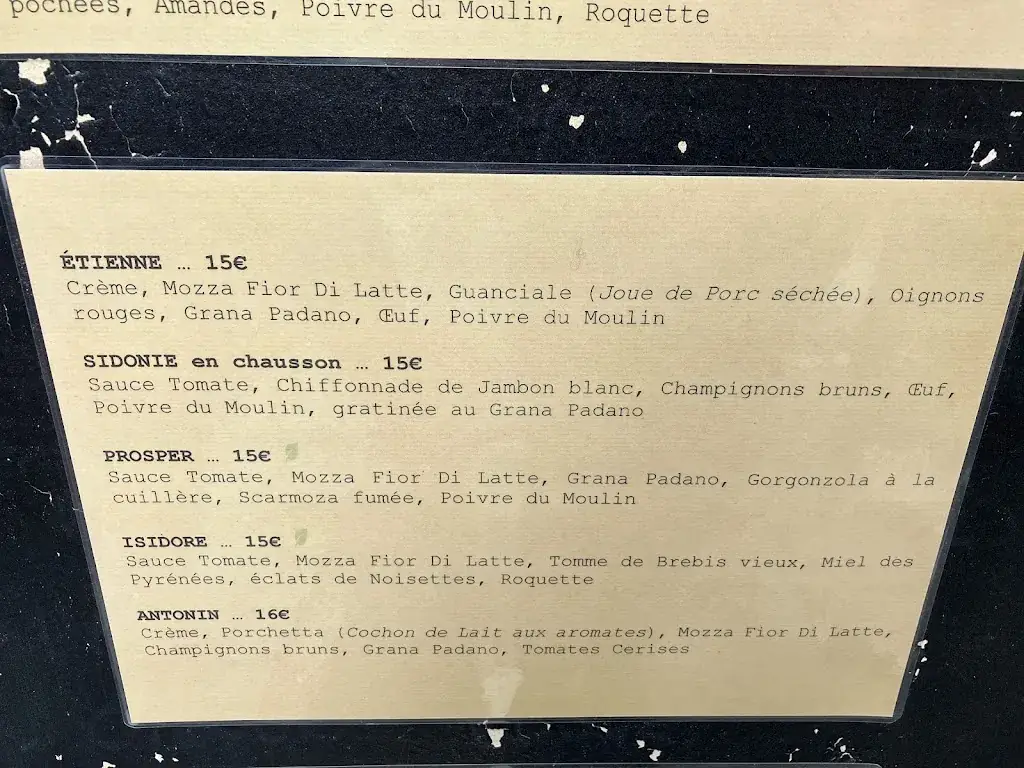 pochées, Amandes, Poivre du Moulin, Roquette
ÉTIENNE … 15€
Crème, Mozza Fior Di Latte, Guanciale (Joue de Porc séchée), Oignons
rouges, Grana Padano, Œuf, Poivre du Moulin
SIDONIE en chausson … 15€
Sauce Tomate, Chiffonnade de Jambon blanc, Champignons bruns, Œuf,
Poivre du Moulin, gratinée au Grana Padano
PROSPER … 15€
Sauce Tomate, Mozza Fior Di Latte, Grana Padano, Gorgonzola à la
cuillère, Scarmoza fumée, Poivre du Moulin
ISIDORE … 15€
Sauce Tomate, Mozza Fior Di Latte, Tomme de Brebis vieux, Miel des
Pyrénées, éclats de Noisettes, Roquette
ANTONIN … 16€
Crème, Porchetta (Cochon de Lait aux aromates), Mozza Fior Di Latte,
Champignons bruns, Grana Padano, Tomates Cerises